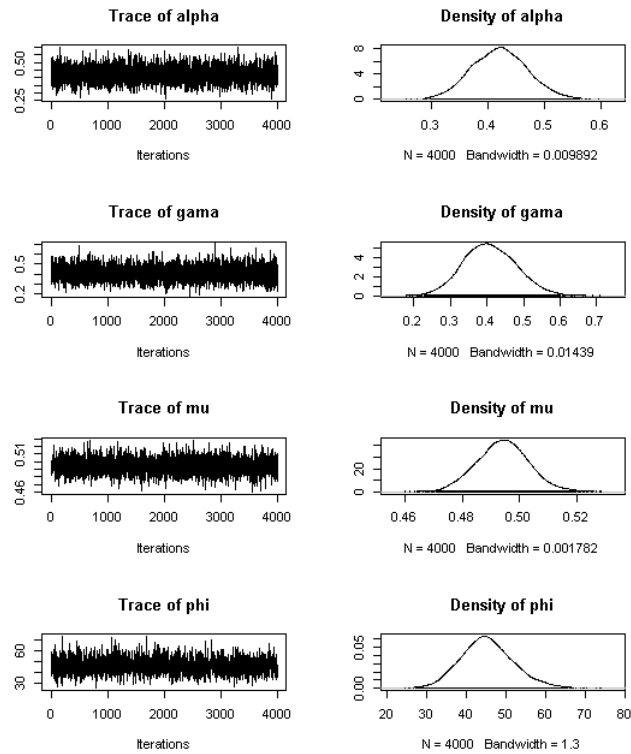 Trace of alpha
0.25 0.50
0 1000 2000 3000 4000
Iterations
Density of alpha
0 4 8
0.3 0.4 0.5 0.6
N = 4000 Bandwidth = 0.009892
Trace of gama
0.2 0.5
0 1000 2000 3000 4000
Iterations
Density of gama
0 2 4
0.2 0.3 0.4 0.5 0.6 0.7
N = 4000 Bandwidth = 0.01439
Trace of mu
0.46 0.51
0 1000 2000 3000 4000
Iterations
Density of mu
0 20
0.46 0.48 0.50 0.52
N = 4000 Bandwidth = 0.001782
Trace of phi
30 60
0 1000 2000 3000 4000
Iterations
Density of phi
0.00 0.05
20 30 40 50 60 70 80
N = 4000 Bandwidth = 1.3